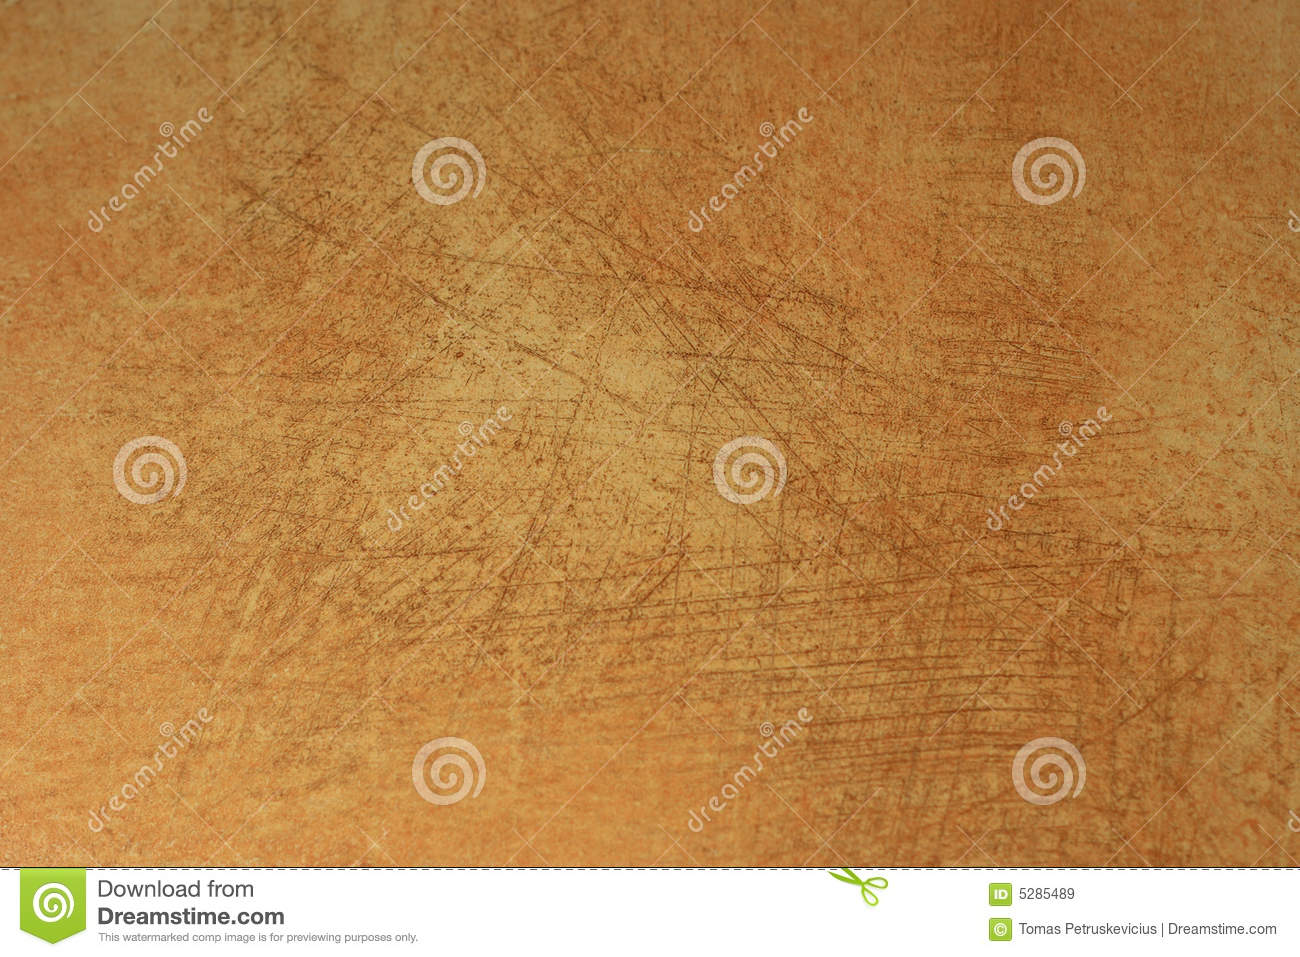 dreamstime
dreamstime
dreamstime
dreamstime
dreamstime
dreamstime
Download from
Dreamstime.com
This watermarked comp image is for previewing purposes only.
ID 5285489
© Tomas Petruskevicius | Dreamstime.com